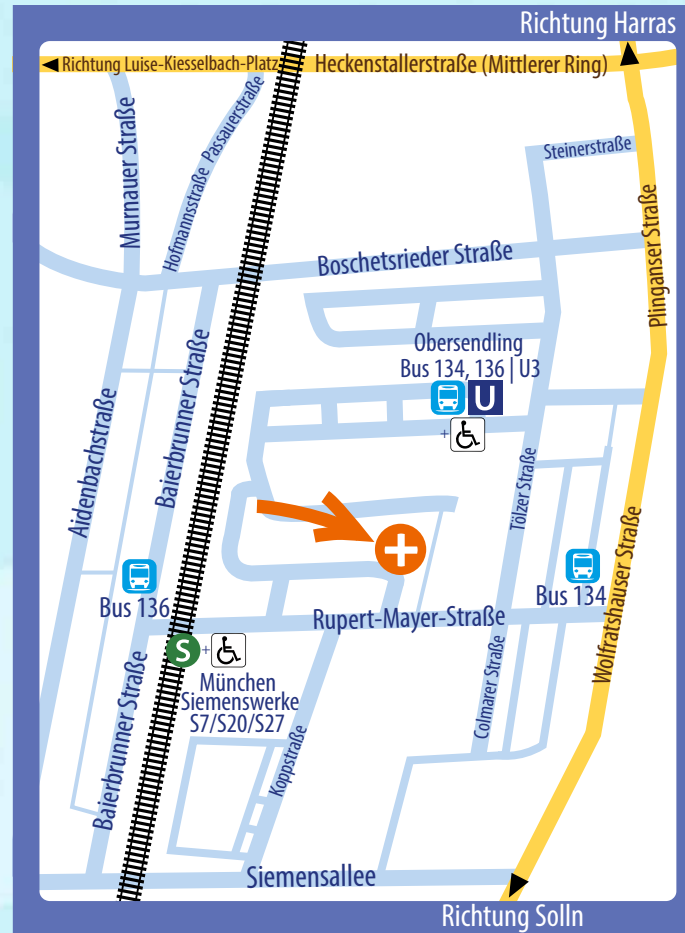 Richtung Harras
Richtung Luise-Kiesselbach-Platz
Heckenstallerstraße (Mittlerer Ring)
Murnauer Straße
Hofmannsstraße
Passauerstraße
Steinerstraße
Plinganser Straße
Boschetsrieder Straße
Obersendling
Bus 134, 136 | U3
U
+
Aidenbachstraße
Baierbrunner Straße
Tölzer Straße
Bus 136
Bus 134
Rupert-Mayer-Straße
Wolfratshauser Straße
S
+
München
Siemenswerke
S7/S20/S27
Colmarer Straße
Koppstraße
Baierbrunner Straße
Siemensallee
Richtung Solln